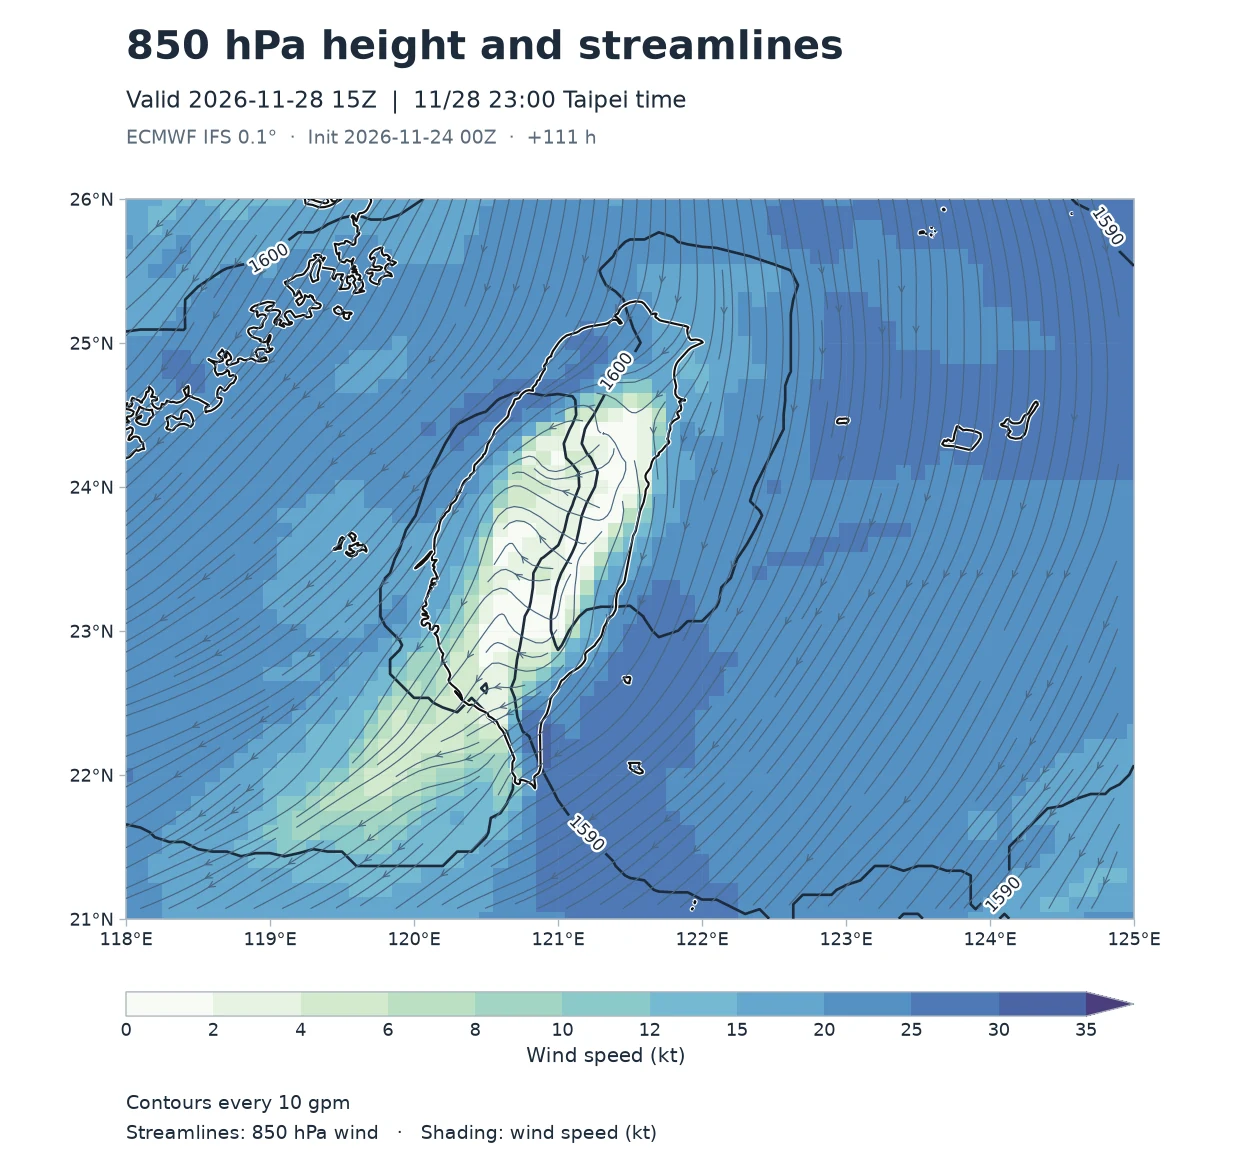 850 hPa height and streamlines
Valid 2026-11-28 15Z | 11/28 23:00 Taipei time
ECMWF IFS 0.1° · Init 2026-11-24 00Z · +111 h
26°N
25°N
24°N
23°N
22°N
21°N
1600
1590
1600
1590
1590
118°E 119°E 120°E 121°E 122°E 123°E 124°E 125°E
0 2 4 6 8 10 12 15 20 25 30 35
Wind speed (kt)
Contours every 10 gpm
Streamlines: 850 hPa wind · Shading: wind speed (kt)